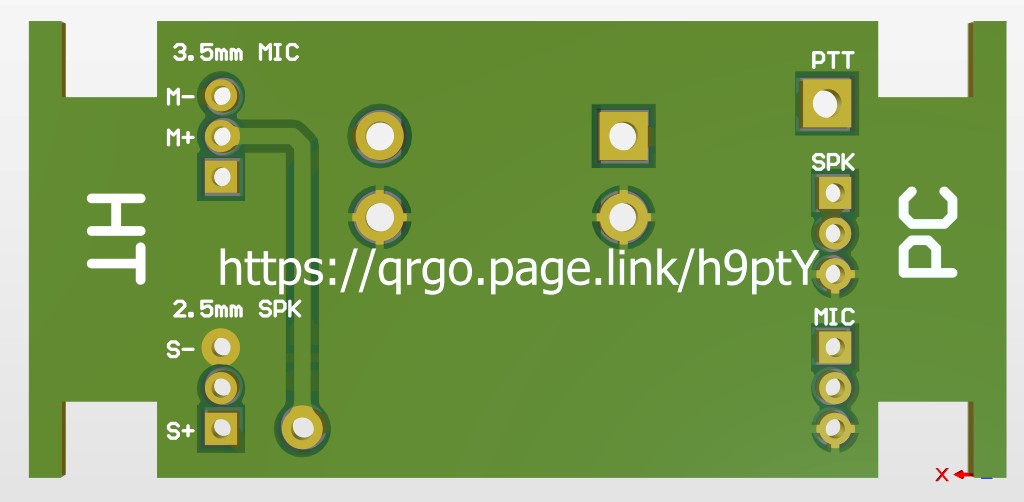 3.5mm MIC
PTT
M-
M+
SPK
HT
PC
https://qrgo.page.link/h9ptY
2.5mm SPK
MIC
S-
S+
X